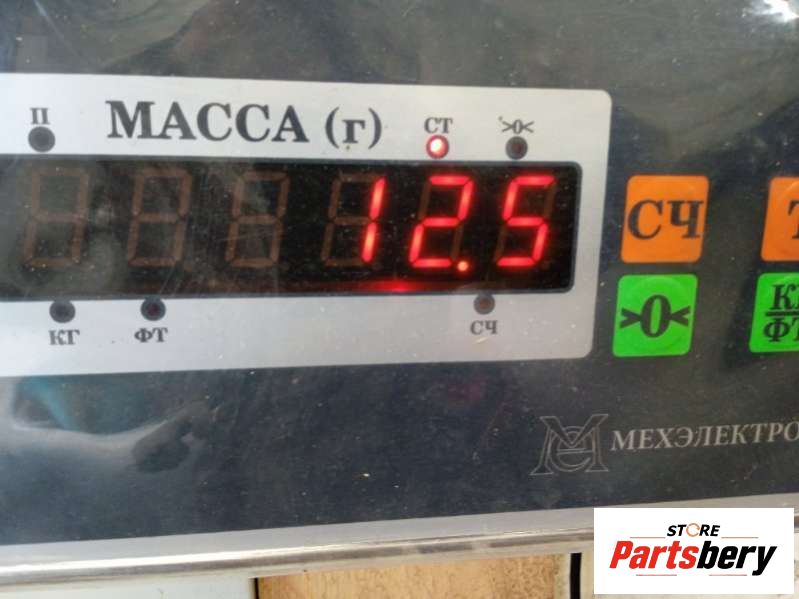 П МАССА (г) СТ >0<
12.5
КГ ФТ СЧ
СЧ
>0<
МЕХЭЛЕКТРО
STORE
Partsbery